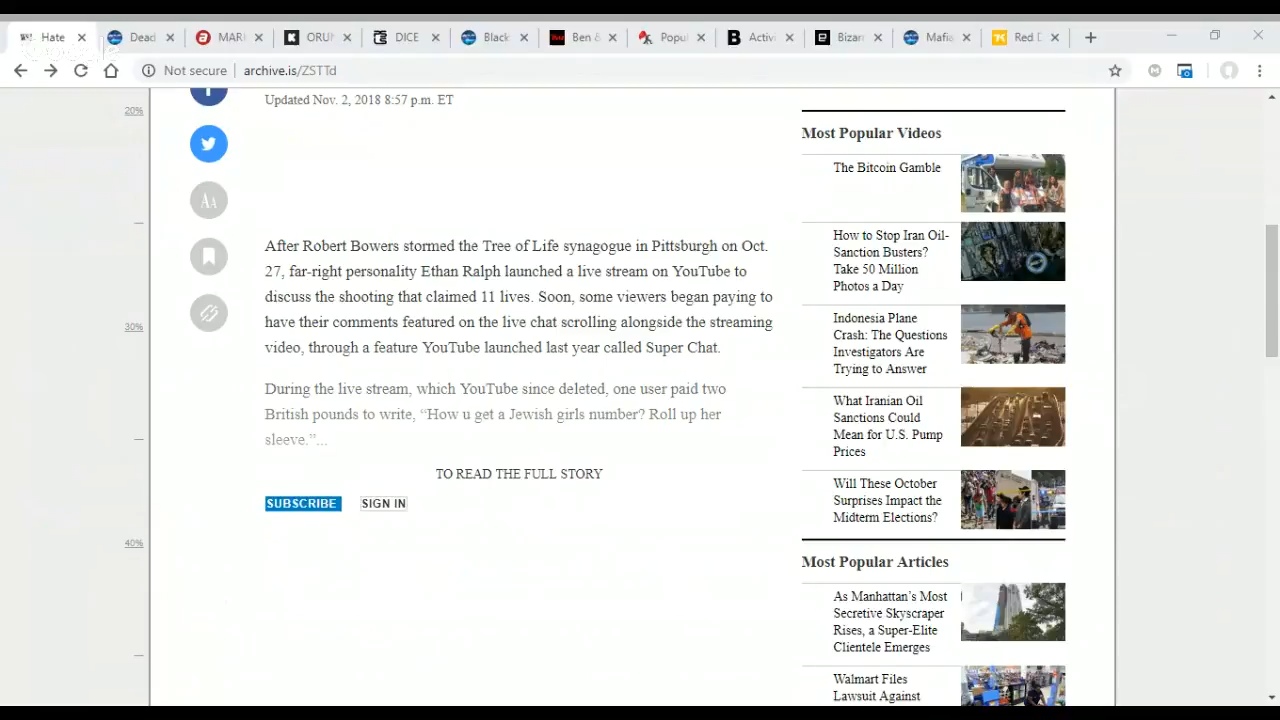 Hate
Dead
MARI
ORUI
DICE
Black
Ben &
Popul
Activi
Bizarr
Mafia
Red D
Not secure
archive.is/ZSTTd
20%
30%
40%
Updated Nov. 2, 2018 8:57 p.m. ET
AA
After Robert Bowers stormed the Tree of Life synagogue in Pittsburgh on Oct.
27, far-right personality Ethan Ralph launched a live stream on YouTube to
discuss the shooting that claimed 11 lives. Soon, some viewers began paying to
have their comments featured on the live chat scrolling alongside the streaming
video, through a feature YouTube launched last year called Super Chat.
During the live stream, which YouTube since deleted, one user paid two
British pounds to write, “How u get a Jewish girls number? Roll up her
sleeve.”...
TO READ THE FULL STORY
SUBSCRIBE
SIGN IN
Most Popular Videos
The Bitcoin Gamble
How to Stop Iran Oil-
Sanction Busters?
Take 50 Million
Photos a Day
Indonesia Plane
Crash: The Questions
Investigators Are
Trying to Answer
What Iranian Oil
Sanctions Could
Mean for U.S. Pump
Prices
Will These October
Surprises Impact the
Midterm Elections?
Most Popular Articles
As Manhattan’s Most
Secretive Skyscraper
Rises, a Super-Elite
Clientele Emerges
Walmart Files
Lawsuit Against